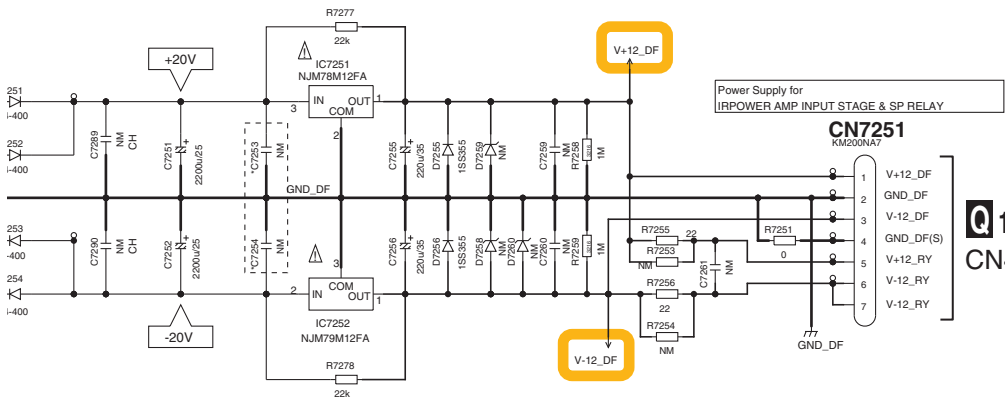 R7277
22k
V+12_DF
+20V
IC7251
NJM78M12FA
Power Supply for
IRPOWER AMP INPUT STAGE & SP RELAY
CN7251
KM200NA7
251
-400
252
-400
C7289
NM
CH
C7251
2200u/25
*C7253
NM
3
IN
OUT
1
COM
2
C7255
220u/35
D7255
1SS355
D7259
NM
C7259
NM
R7258
1M
GND_DF
253
-400
254
-400
C7290
NM
CH
C7252
2200u/25
*C7254
NM
C7256
220u/35
D7256
1SS355
D7258
NM
D7260
NM
C7260
NM
R7259
1M
3
COM
2
IN
OUT
1
IC7252
NJM79M12FA
-20V
R7278
22k
V-12_DF
R7255
22
R7253
NM
R7256
22
R7254
NM
C7261
NM
R7251
0
1
V+12_DF
2
GND_DF
3
V-12_DF
4
GND_DF(S)
5
V+12_RY
6
V-12_RY
7
V-12_RY
GND_DF
Q 1
CN